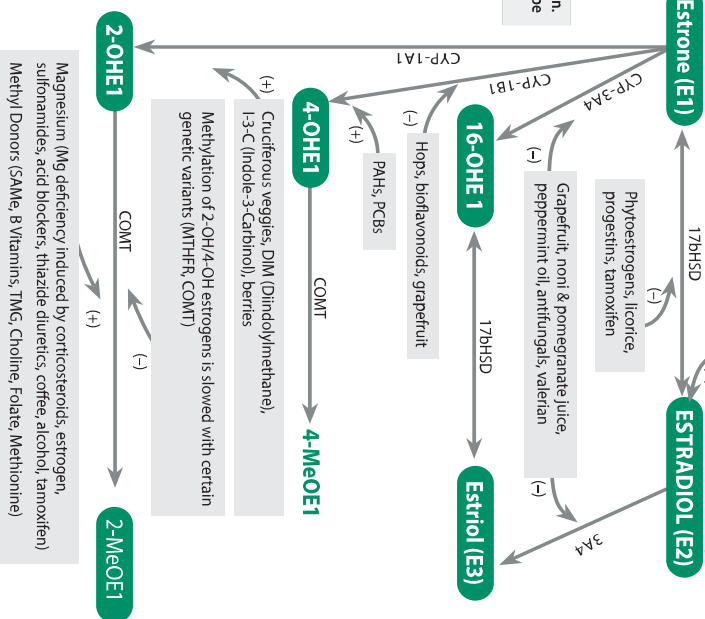 Estrone (E1)
17bHSD
ESTRADIOL (E2)
(–)
Phytoestrogens, licorice,
progestins, tamoxifen
CYP-3A4
(–)
Grapefruit, noni & pomegranate juice,
peppermint oil, antifungals, valerian
(–)
3A4
16-OHE 1
17bHSD
Estriol (E3)
CYP-1B1
(–)
Hops, bioflavonoids, grapefruit
(+)
PAHs, PCBs
4-OHE1
COMT
4-MeOE1
CYP-1A1
(+)
Cruciferous veggies, DIM (Diindolylmethane),
I-3-C (Indole-3-Carbinol), berries
Methylation of 2-OH/4-OH estrogens is slowed with certain
genetic variants (MTHFR, COMT)
(–)
2-OHE1
COMT
2-MeOE1
(+)
Magnesium (Mg deficiency induced by corticosteroids, estrogen,
sulfonamides, acid blockers, thiazide diuretics, coffee, alcohol, tamoxifen)
Methyl Donors (SAMe, B Vitamins, TMG, Choline, Folate, Methionine)